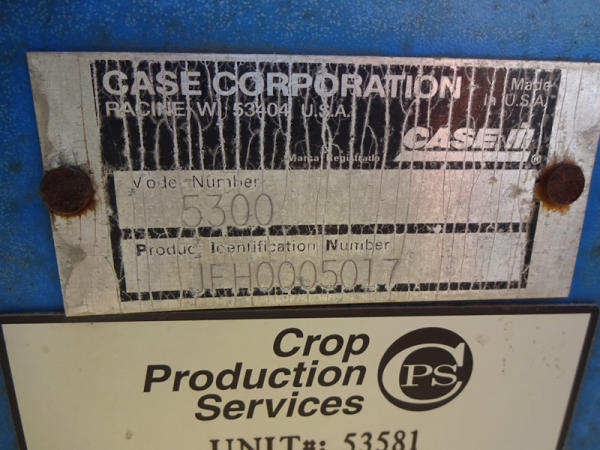 CASE CORPORATION
Made
in U.S.A.
RACINE WI 53404 U.S.A.
CASE IH
®
Marca Registrada
Model Number
5300
Product Identification Number
JFH0005017
Crop
Production
Services
CPS
UNIT#: 53581